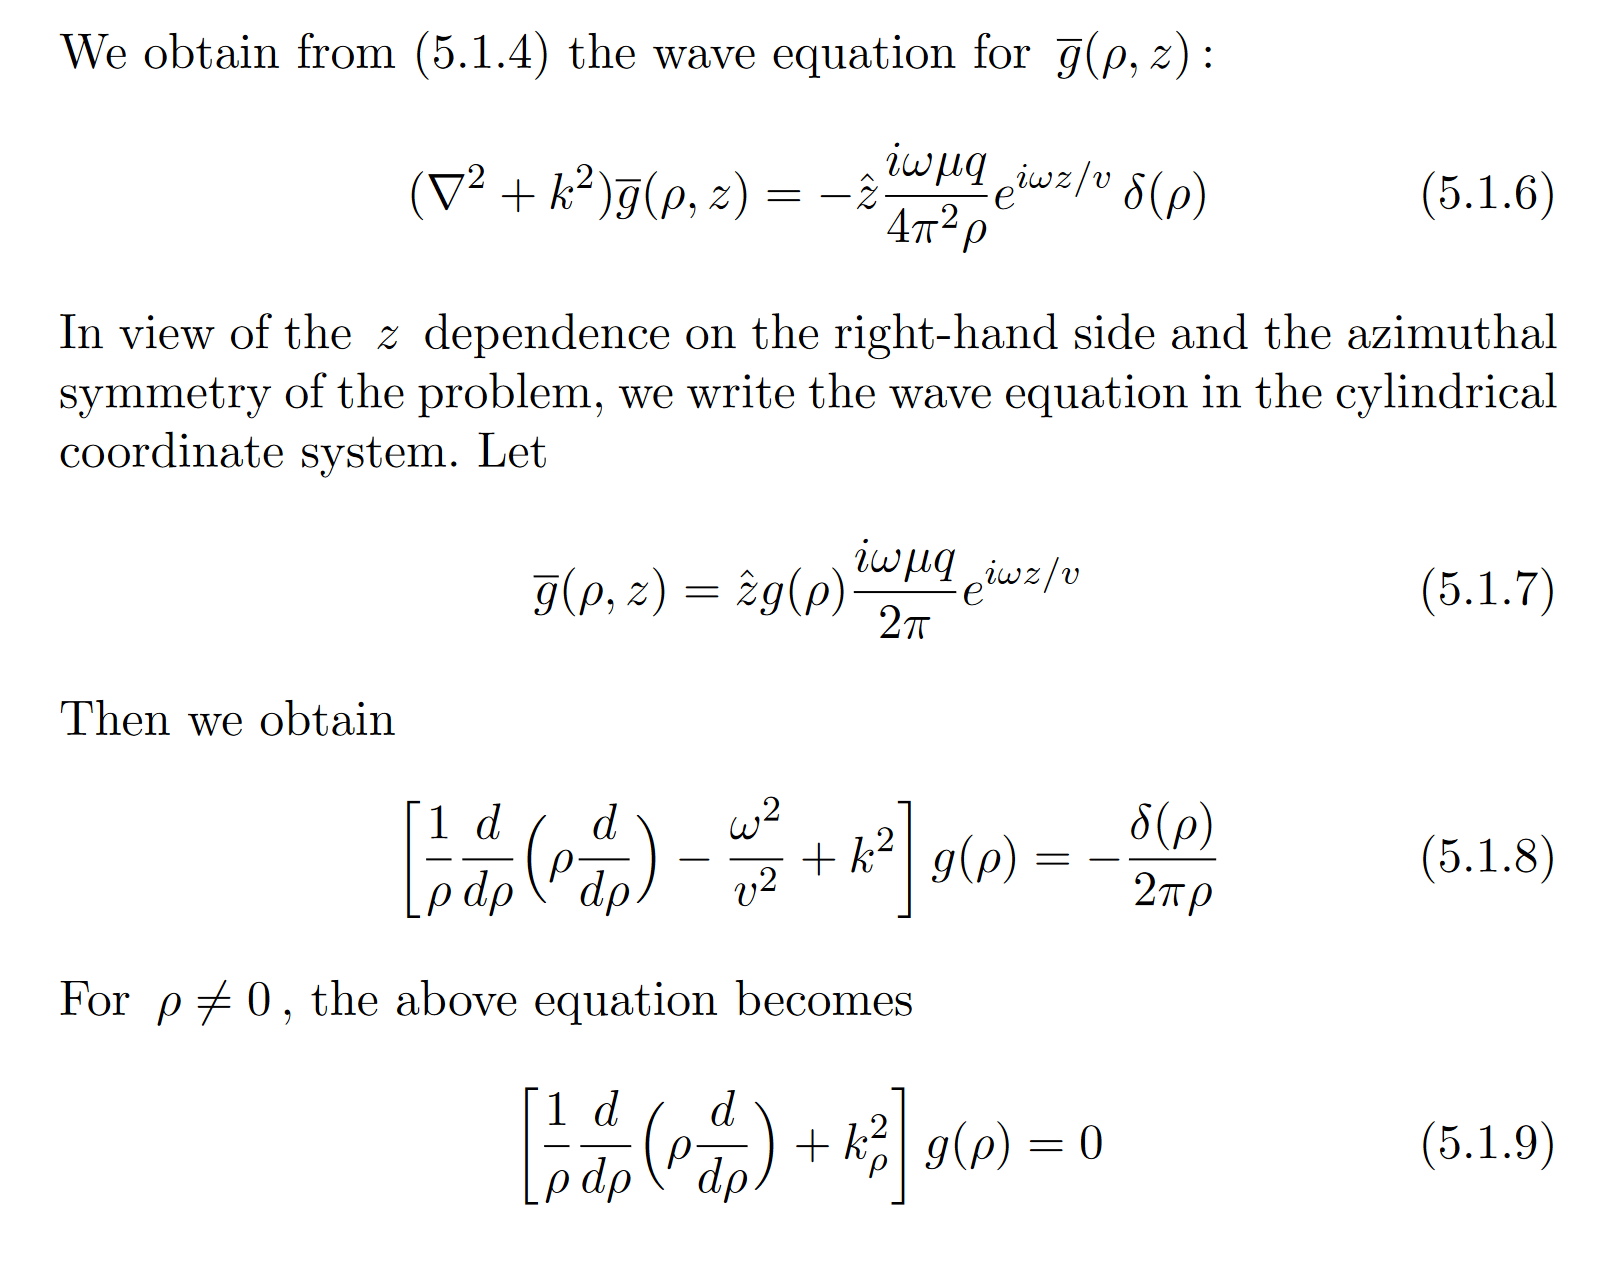 We obtain from (5.1.4) the wave equation for $\overline{g}(\rho, z)$:
$(\nabla^2 + k^2)\overline{g}(\rho, z) = -\hat{z}\frac{i\omega\mu q}{4\pi^2\rho}e^{i\omega z/v}\,\delta(\rho)$ (5.1.6)
In view of the $z$ dependence on the right-hand side and the azimuthal
symmetry of the problem, we write the wave equation in the cylindrical
coordinate system. Let
$\overline{g}(\rho, z) = \hat{z}g(\rho)\frac{i\omega\mu q}{2\pi}e^{i\omega z/v}$ (5.1.7)
Then we obtain
$\left[\frac{1}{\rho}\frac{d}{d\rho}\left(\rho\frac{d}{d\rho}\right) - \frac{\omega^2}{v^2} + k^2\right]g(\rho) = -\frac{\delta(\rho)}{2\pi\rho}$ (5.1.8)
For $\rho \neq 0$, the above equation becomes
$\left[\frac{1}{\rho}\frac{d}{d\rho}\left(\rho\frac{d}{d\rho}\right) + k_\rho^2\right]g(\rho) = 0$ (5.1.9)